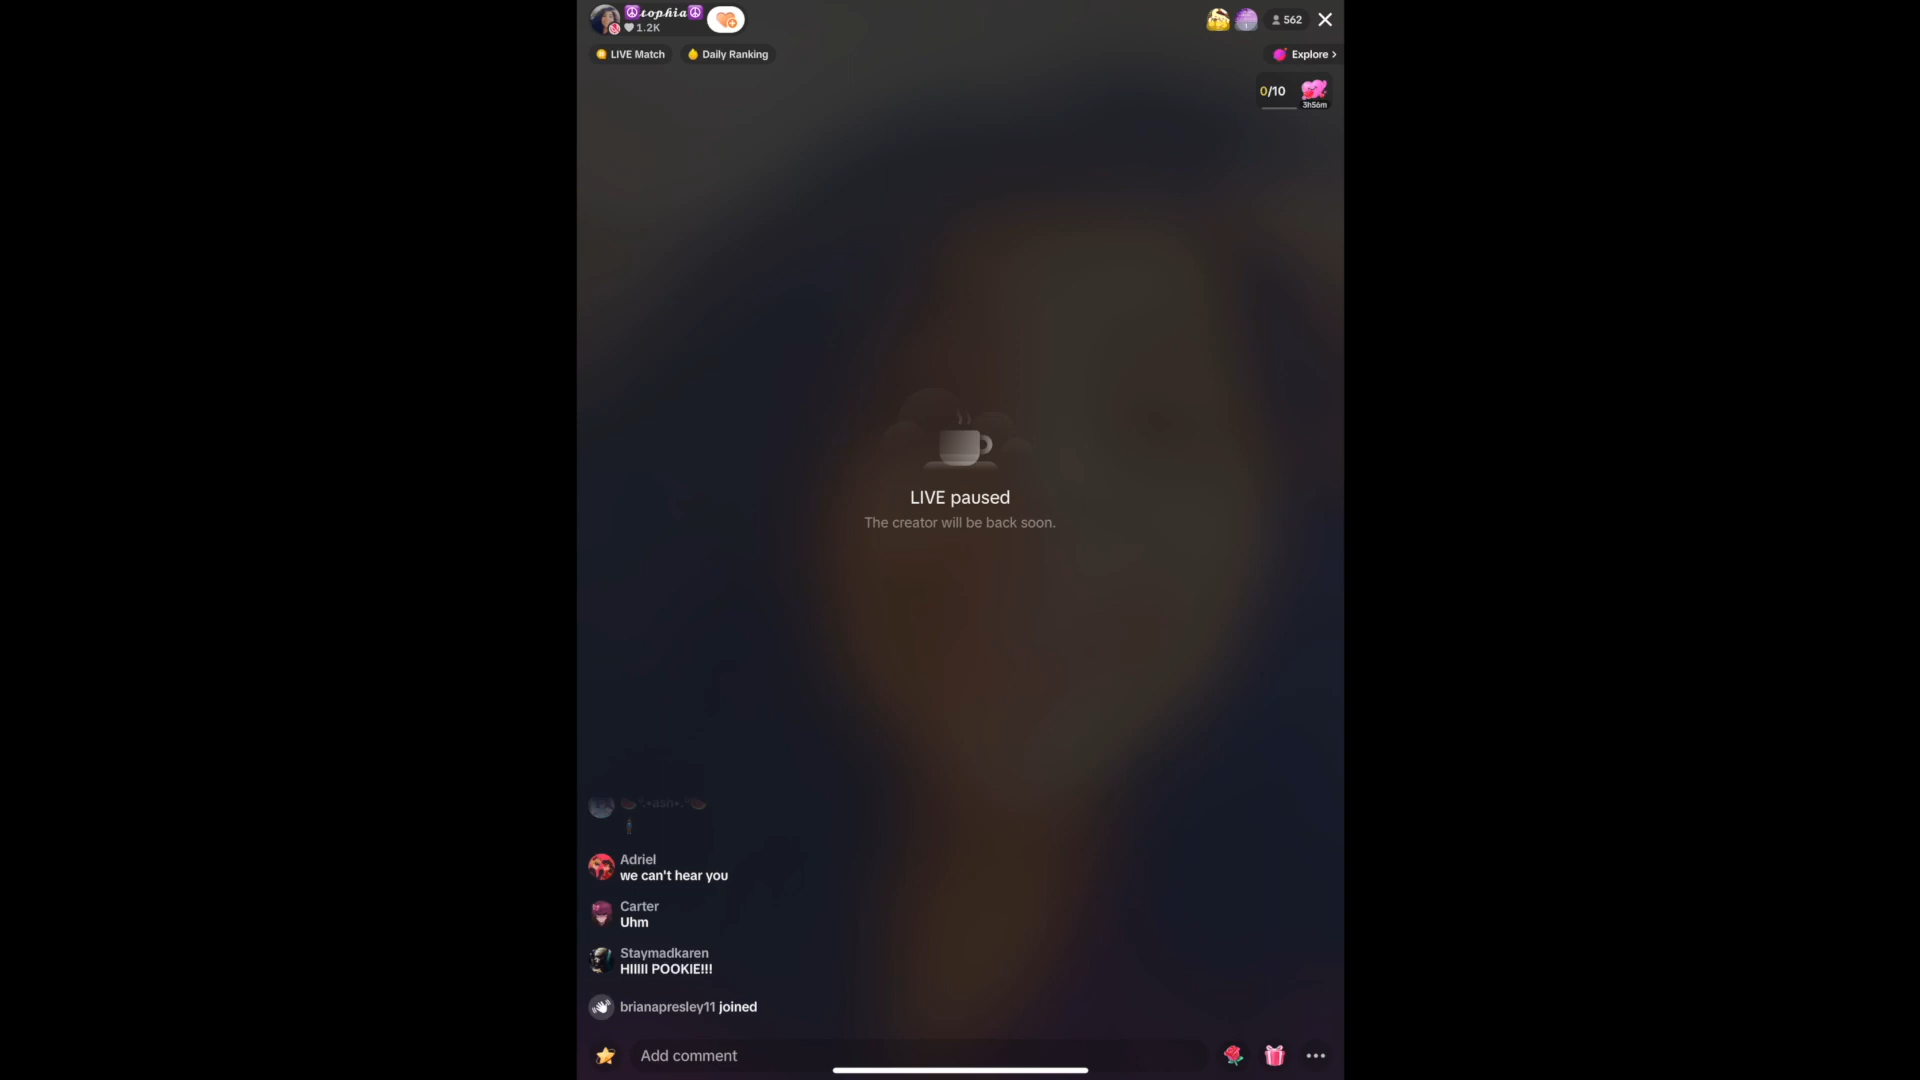 ☮️𝓼𝓸𝓹𝓱𝓲𝓪☮️
1.2K
562
LIVE Match
Daily Ranking
Explore >
0/10
3h56m
LIVE paused
The creator will be back soon.
•ash•
Adriel
we can't hear you
Carter
Uhm
Staymadkaren
HIIIII POOKIE!!!
brianapresley11 joined
Add comment